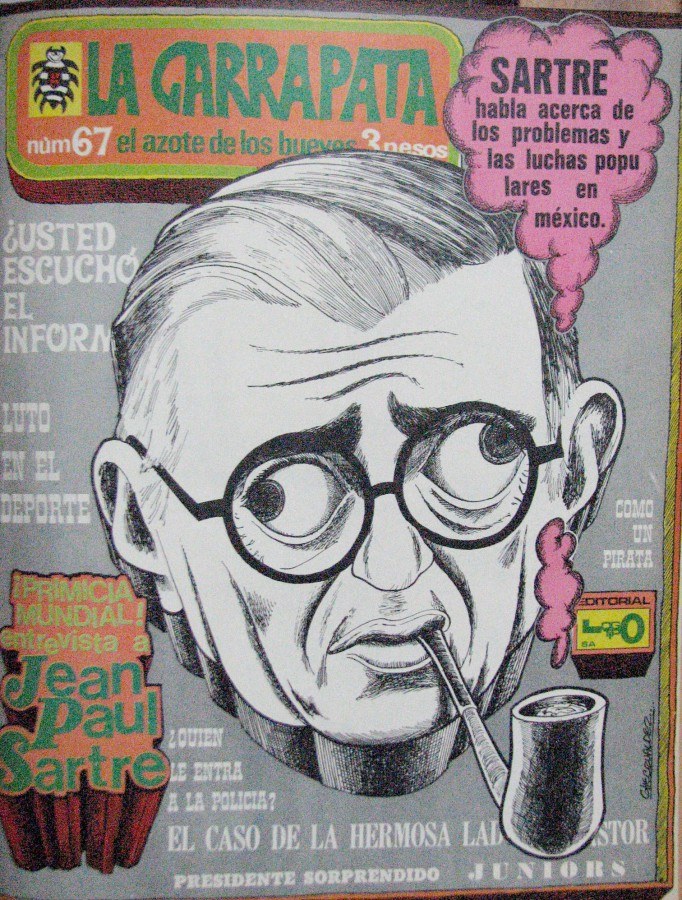 LA GARRAPATA
núm 67 el azote de los bueyes 3 pesos
SARTRE
habla acerca de
los problemas y
las luchas popu
lares en
méxico.
¿USTED
ESCUCHÓ
EL
INFORM
LUTO
EN EL
DEPORTE
COMO
UN
PIRATA
¡PRIMICIA
MUNDIAL!
entrevista a
Jean
Paul
Sartre
EDITORIAL
SA
¿QUIEN
LE ENTRA
A LA POLICIA?
EL CASO DE LA HERMOSA LAD STOR
PRESIDENTE SORPRENDIDO JUNIORS